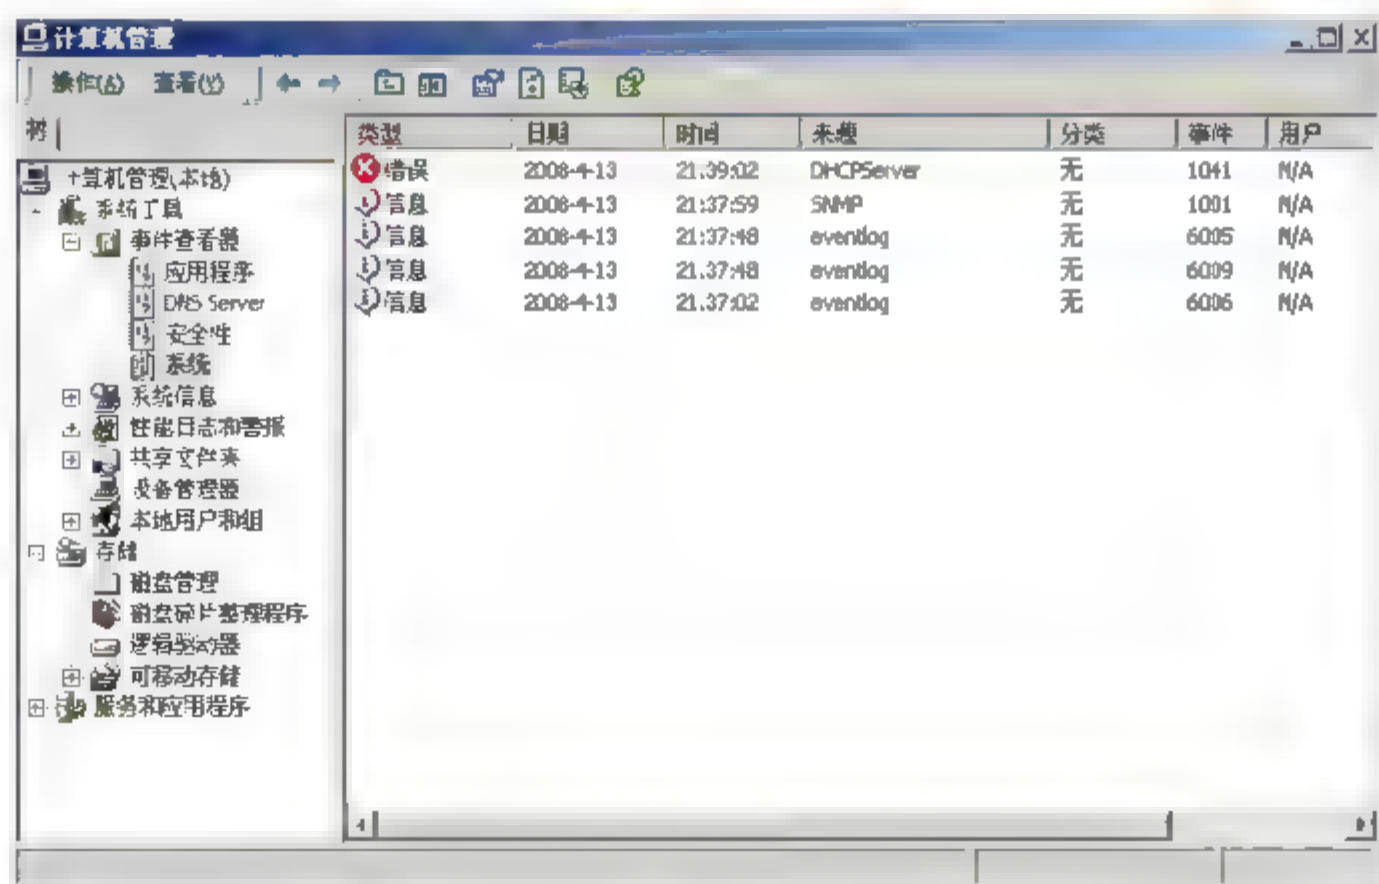 计算机管理
操作(A) 查看(V)
树
类型 日期 时间 来源 分类 事件 用户
计算机管理(本地)
系统工具
事件查看器
应用程序
DNS Server
安全性
系统
系统信息
性能日志和警报
共享文件夹
设备管理器
本地用户和组
存储
磁盘管理
磁盘碎片整理程序
逻辑驱动器
可移动存储
服务和应用程序
错误 2008-4-13 21:39:02 DHCPServer 无 1041 N/A
信息 2008-4-13 21:37:59 SNMP 无 1001 N/A
信息 2008-4-13 21:37:48 eventlog 无 6005 N/A
信息 2008-4-13 21:37:48 eventlog 无 6009 N/A
信息 2008-4-13 21:37:02 eventlog 无 6006 N/A